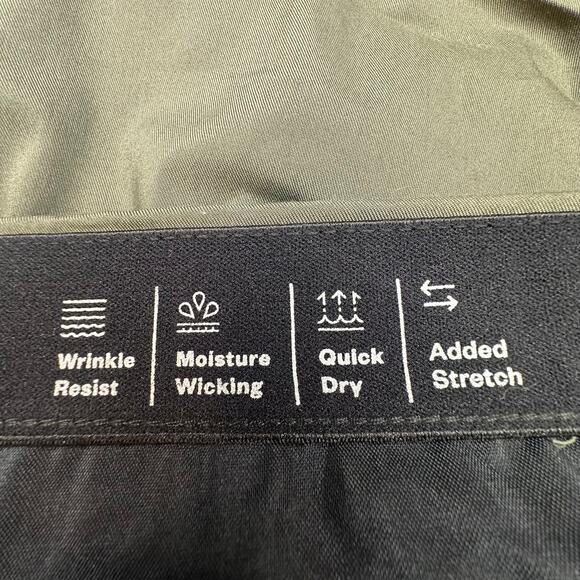 Wrinkle
Resist
Moisture
Wicking
Quick
Dry
Added
Stretch